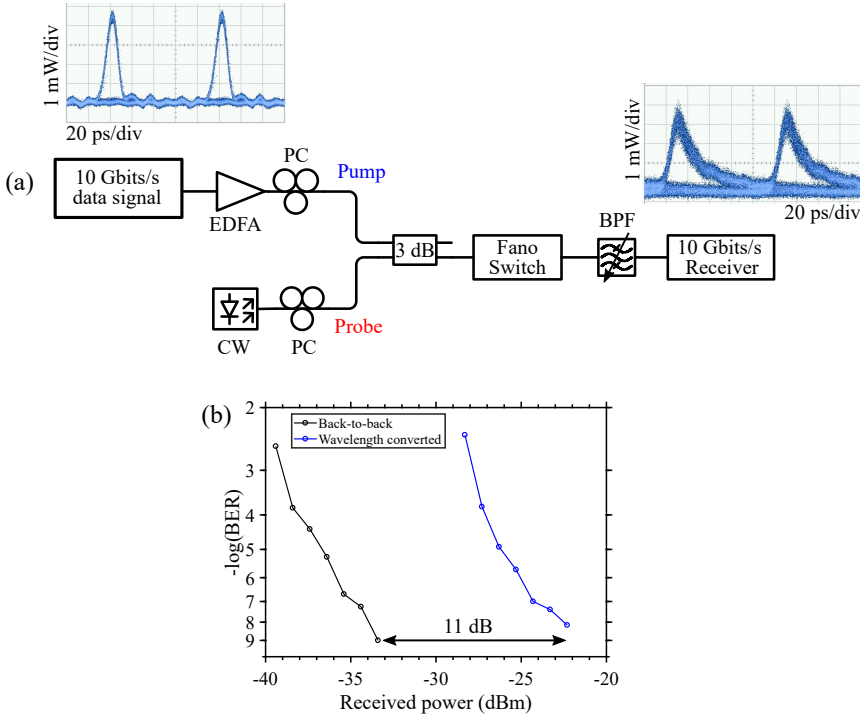 1 mW/div
20 ps/div
1 mW/div
20 ps/div
(a)
10 Gbits/s
data signal
EDFA
PC
Pump
3 dB
Fano
Switch
BPF
10 Gbits/s
Receiver
CW
PC
Probe
(b)
Back-to-back
Wavelength converted
-log(BER)
2
3
4
5
6
7
8
9
11 dB
-40
-35
-30
-25
-20
Received power (dBm)